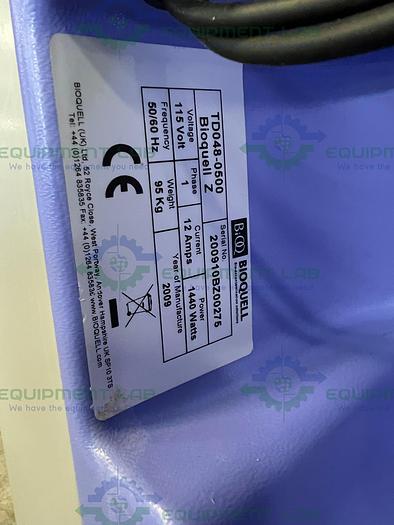 BIOQUELL
TD048-0500
Bioquell Z
Serial No.
200910BZ00275
Voltage
Phase
Current
Power
115 Volt
1
12 Amps
1440 Watts
Frequency
Weight
Year of Manufacture
50/60 Hz.
95 Kg
2009
CE
BIOQUELL (UK) Ltd. 52 Royce Close, West Portway, Andover Hampshire UK SP10 3TS
Tel: +44 (0)1264 835835 Fax: +44 (0)1264 835836 www.BIOQUELL.com
EQUIPMENT LAB
We have the equipment you need